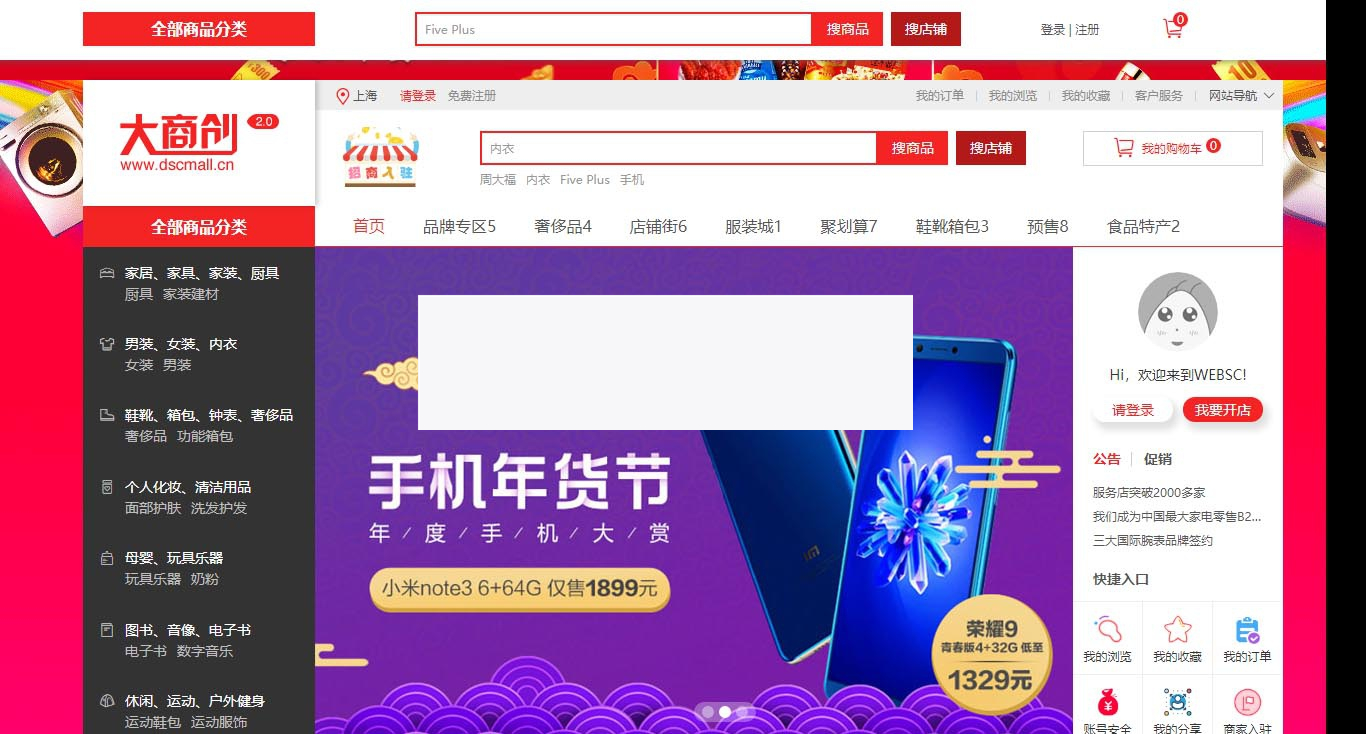 全部商品分类
Five Plus
搜商品
搜店铺
登录 | 注册
0
上海
请登录 免费注册
我的订单 我的浏览 我的收藏 客户服务 网站导航
大商创 2.0
www.dscmall.cn
招商入驻
内衣
搜商品
搜店铺
我的购物车 0
周大福 内衣 Five Plus 手机
全部商品分类
首页 品牌专区5 奢侈品4 店铺街6 服装城1 聚划算7 鞋靴箱包3 预售8 食品特产2
家居、家具、家装、厨具
厨具 家装建材
男装、女装、内衣
女装 男装
鞋靴、箱包、钟表、奢侈品
奢侈品 功能箱包
个人化妆、清洁用品
面部护肤 洗发护发
母婴、玩具乐器
玩具乐器 奶粉
图书、音像、电子书
电子书 数字音乐
休闲、运动、户外健身
运动鞋包 运动服饰
手机年货节
年/度/手/机/大/赏
小米note3 6+64G 仅售1899元
荣耀9
青春版4+32G 低至
1329元
Hi，欢迎来到WEBSC!
请登录 我要开店
公告 促销
服务店突破2000多家
我们成为中国最大家电零售B2...
三大国际腕表品牌签约
快捷入口
我的浏览 我的收藏 我的订单
账号安全 我的分享 商家入驻